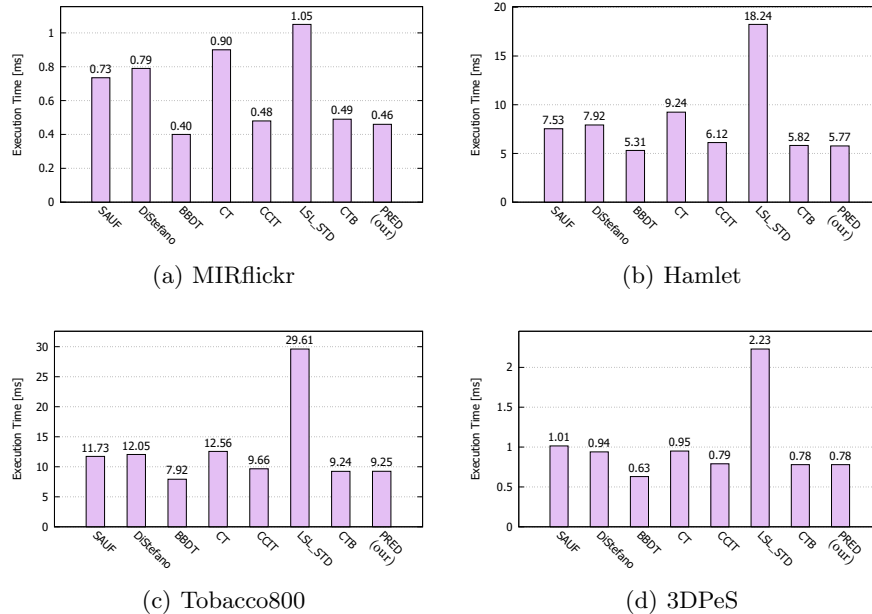 Execution Time [ms]
1
0.8
0.6
0.4
0.2
0
0.73
0.79
0.40
0.90
0.48
1.05
0.49
0.46
SAUF
DiStefano
BBDT
CT
CCIT
LSL_STD
CTB
PRED
(our)
(a) MIRflickr
Execution Time [ms]
20
15
10
5
0
7.53
7.92
5.31
9.24
6.12
18.24
5.82
5.77
SAUF
DiStefano
BBDT
CT
CCIT
LSL_STD
CTB
PRED
(our)
(b) Hamlet
Execution Time [ms]
30
25
20
15
10
5
0
11.73
12.05
7.92
12.56
9.66
29.61
9.24
9.25
SAUF
DiStefano
BBDT
CT
CCIT
LSL_STD
CTB
PRED
(our)
(c) Tobacco800
Execution Time [ms]
2
1.5
1
0.5
0
1.01
0.94
0.63
0.95
0.79
2.23
0.78
0.78
SAUF
DiStefano
BBDT
CT
CCIT
LSL_STD
CTB
PRED
(our)
(d) 3DPeS